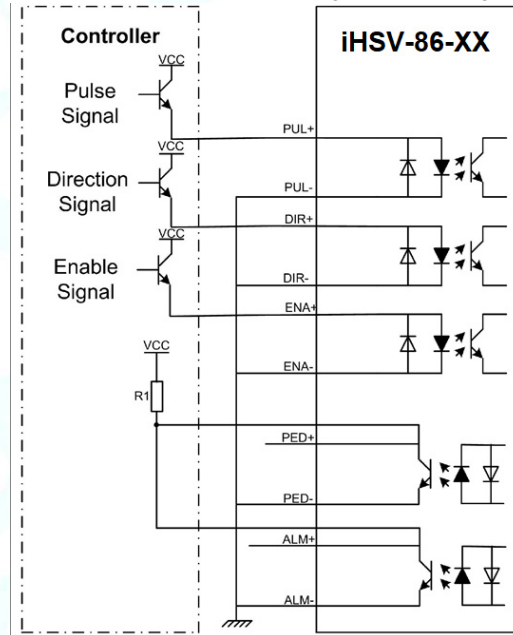 Controller
iHSV-86-XX
VCC
Pulse
Signal
PUL+
VCC
Direction
Signal
PUL-
DIR+
VCC
Enable
Signal
DIR-
ENA+
VCC
ENA-
R1
PED+
PED-
ALM+
ALM-